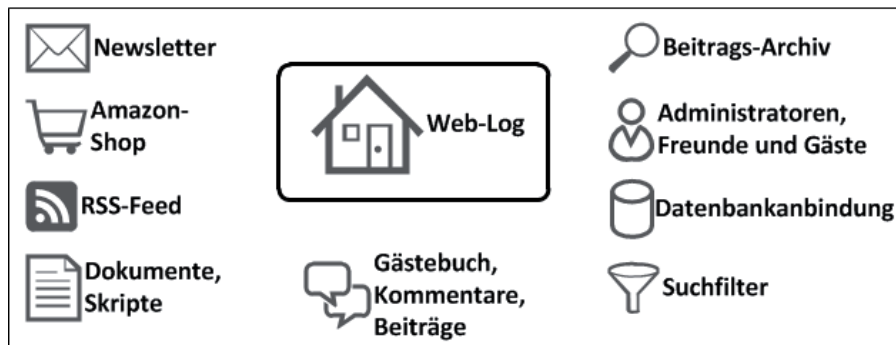 Newsletter
Amazon-
Shop
RSS-Feed
Dokumente,
Skripte
Web-Log
Gästebuch,
Kommentare,
Beiträge
Beitrags-Archiv
Administratoren,
Freunde und Gäste
Datenbankanbindung
Suchfilter